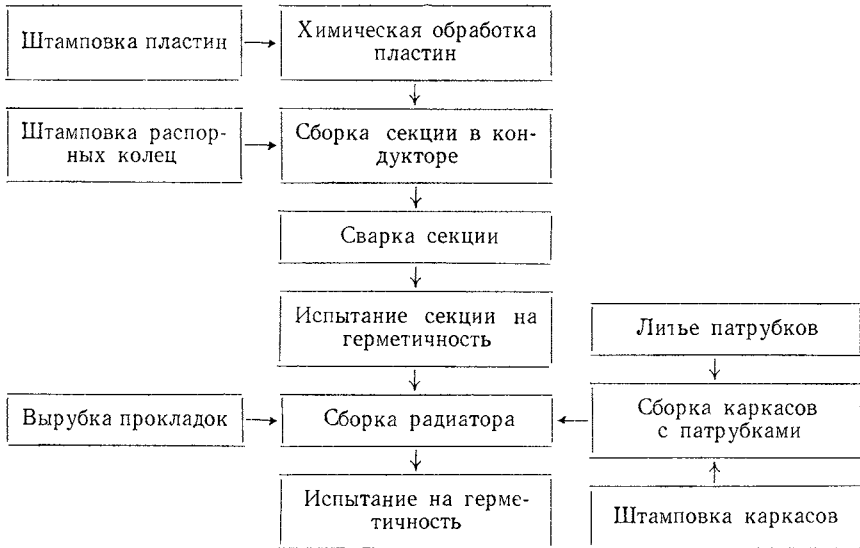 Штамповка пластин
Химическая обработка
пластин
Штамповка распор-
ных колец
Сборка секции в кон-
дукторе
Сварка секции
Испытание секции на
герметичность
Литье патрубков
Вырубка прокладок
Сборка радиатора
Сборка каркасов
с патрубками
Испытание на герме-
тичность
Штамповка каркасов